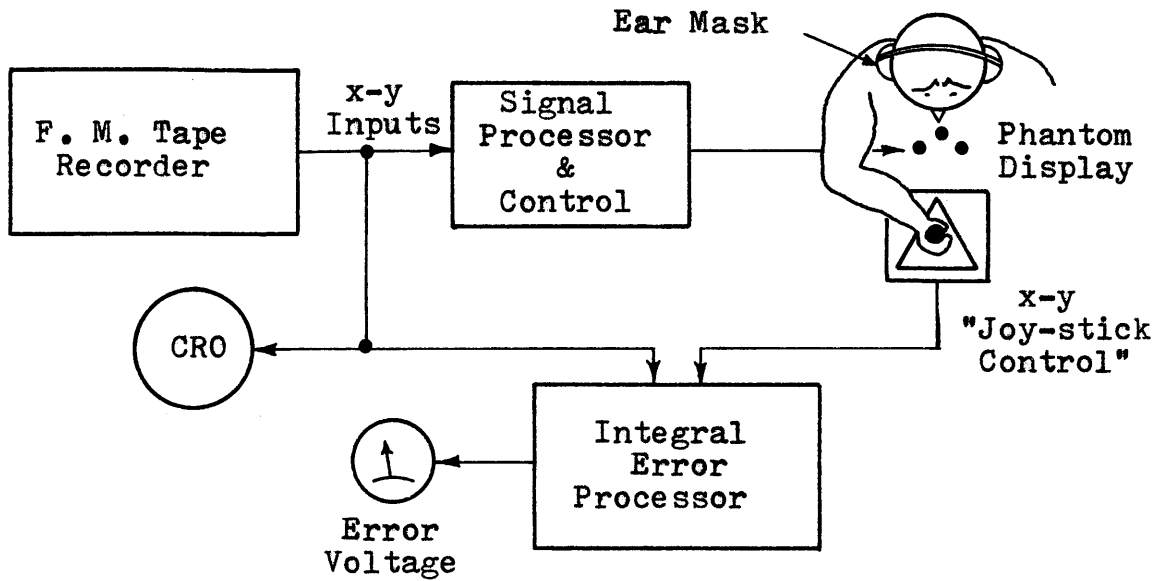 Ear Mask
F. M. Tape
Recorder
x-y
Inputs
Signal
Processor
&
Control
Phantom
Display
x-y
"Joy-stick
Control"
CRO
Integral
Error
Processor
Error
Voltage